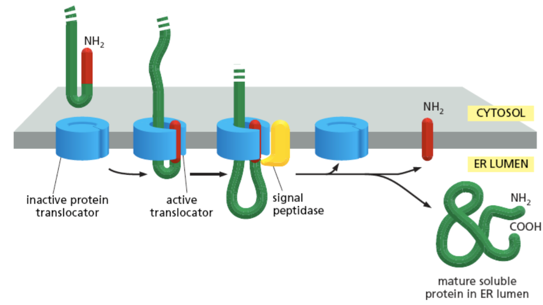 NH2
NH2
CYTOSOL
ER LUMEN
inactive protein
translocator
active
translocator
signal
peptidase
NH2
COOH
mature soluble
protein in ER lumen